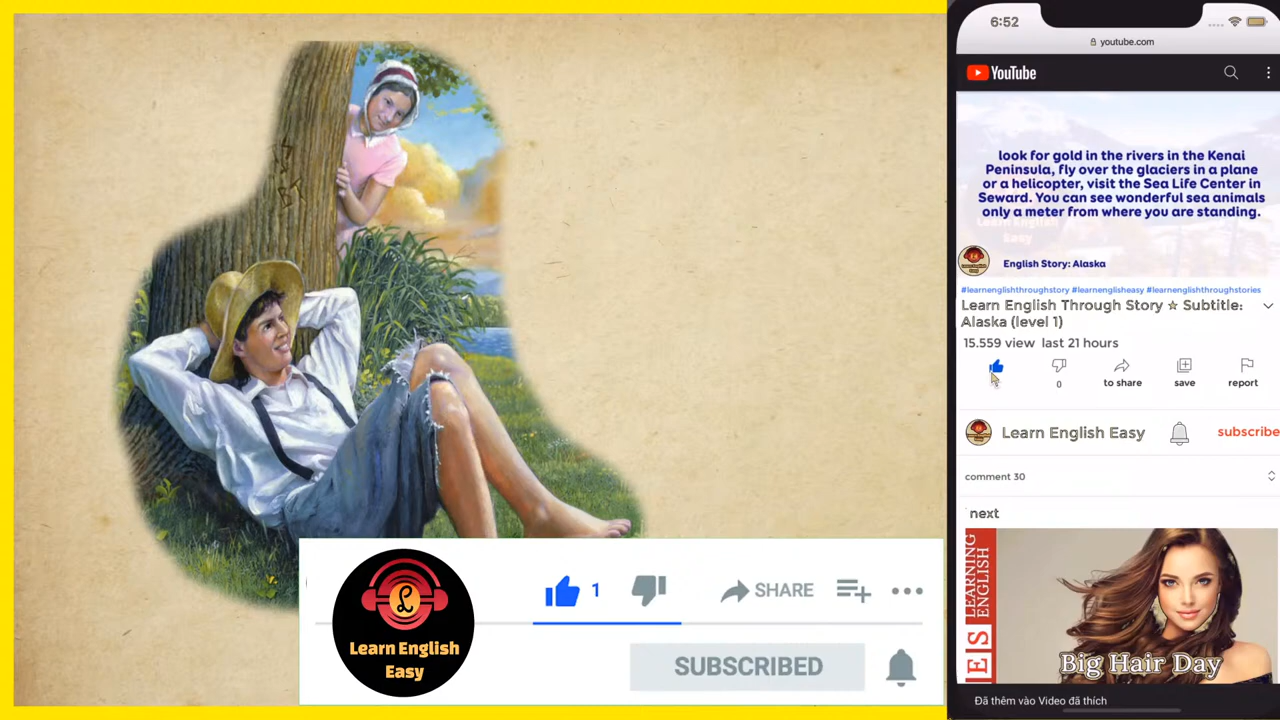 6:52
youtube.com
YouTube
look for gold in the rivers in the Kenai
Peninsula, fly over the glaciers in a plane
or a helicopter, visit the Sea Life Center in
Seward. You can see wonderful sea animals
only a meter from where you are standing.
English Story: Alaska
#learnenglishthroughstory #learnenglisheasy #learnenglishthroughstories
Learn English Through Story ☆ Subtitle:
Alaska (level 1)
15.559 view last 21 hours
0
to share
save
report
Learn English Easy
subscribe
comment 30
next
LEARNING
ENGLISH
Big Hair Day
Đã thêm vào Video đã thích
L
Learn English
Easy
1
SHARE
SUBSCRIBED